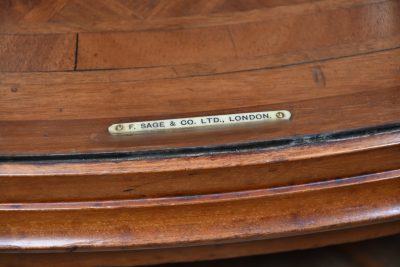 F. SAGE & CO. LTD., LONDON.